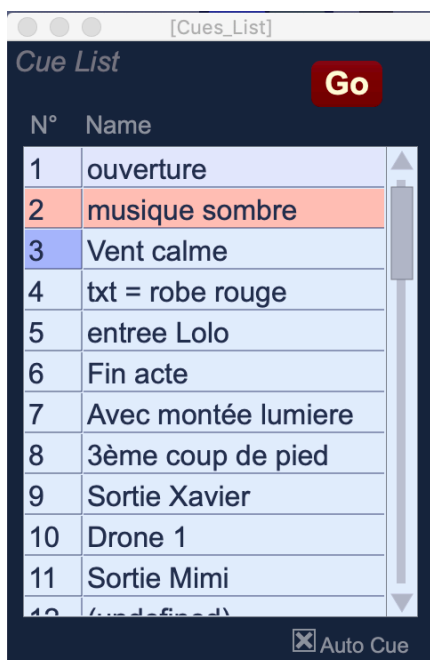 [Cues_List]
Cue List
Go
N° Name
1 ouverture
2 musique sombre
3 Vent calme
4 txt = robe rouge
5 entree Lolo
6 Fin acte
7 Avec montée lumiere
8 3ème coup de pied
9 Sortie Xavier
10 Drone 1
11 Sortie Mimi
12 (undefined)
Auto Cue